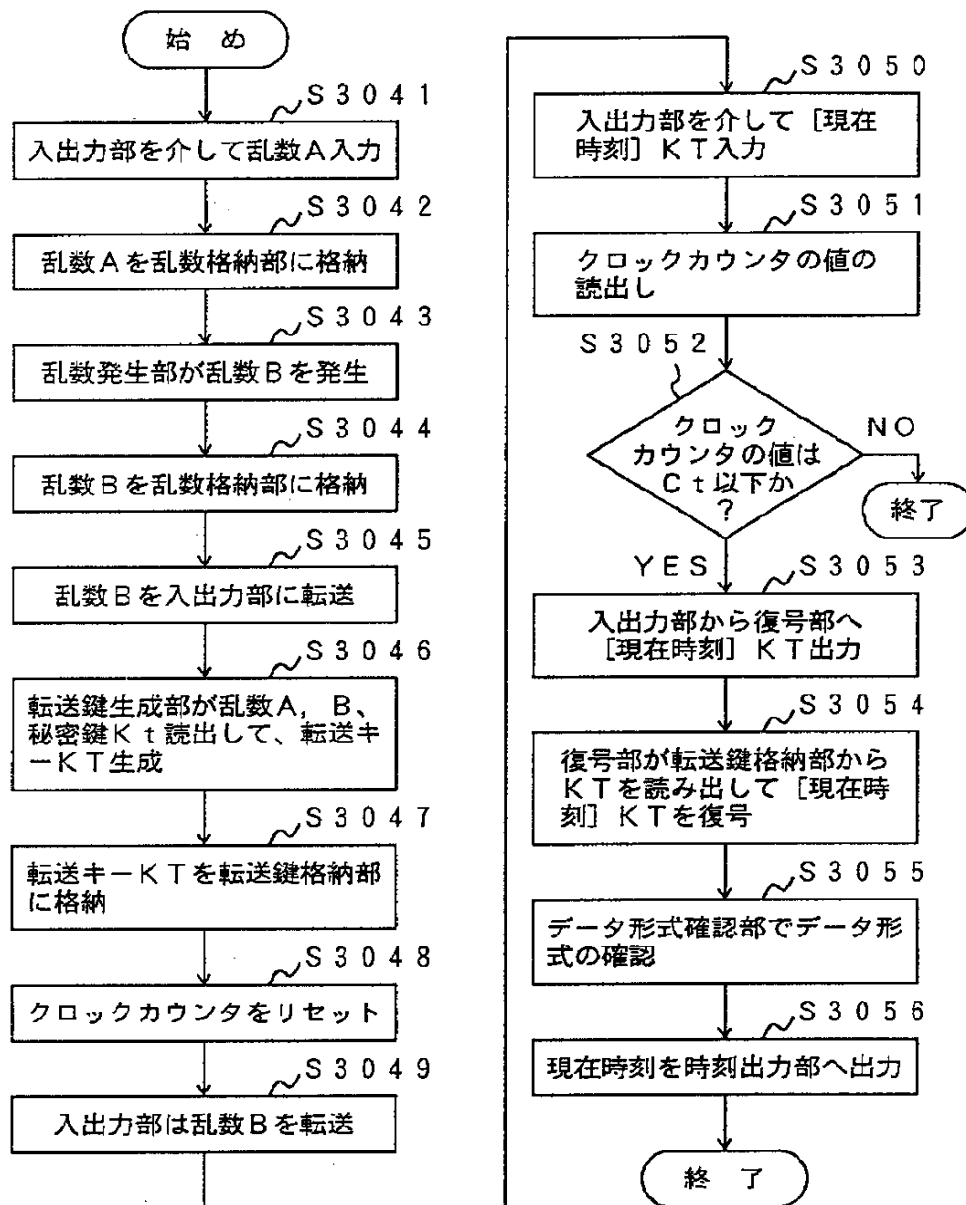 始め
S3041
入出力部を介して乱数A入力
S3042
乱数Aを乱数格納部に格納
S3043
乱数発生部が乱数Bを発生
S3044
乱数Bを乱数格納部に格納
S3045
乱数Bを入出力部に転送
S3046
転送鍵生成部が乱数A，B、
秘密鍵Kt読出して、転送キ
ーKT生成
S3047
転送キーKTを転送鍵格納部
に格納
S3048
クロックカウンタをリセット
S3049
入出力部は乱数Bを転送
S3050
入出力部を介して［現在
時刻］KT入力
S3051
クロックカウンタの値の
読出し
S3052
クロック
カウンタの値は
Ct以下か
？
NO
終了
YES
S3053
入出力部から復号部へ
［現在時刻］KT出力
S3054
復号部が転送鍵格納部から
KTを読み出して［現在時
刻］KTを復号
S3055
データ形式確認部でデータ形
式の確認
S3056
現在時刻を時刻出力部へ出力
終了